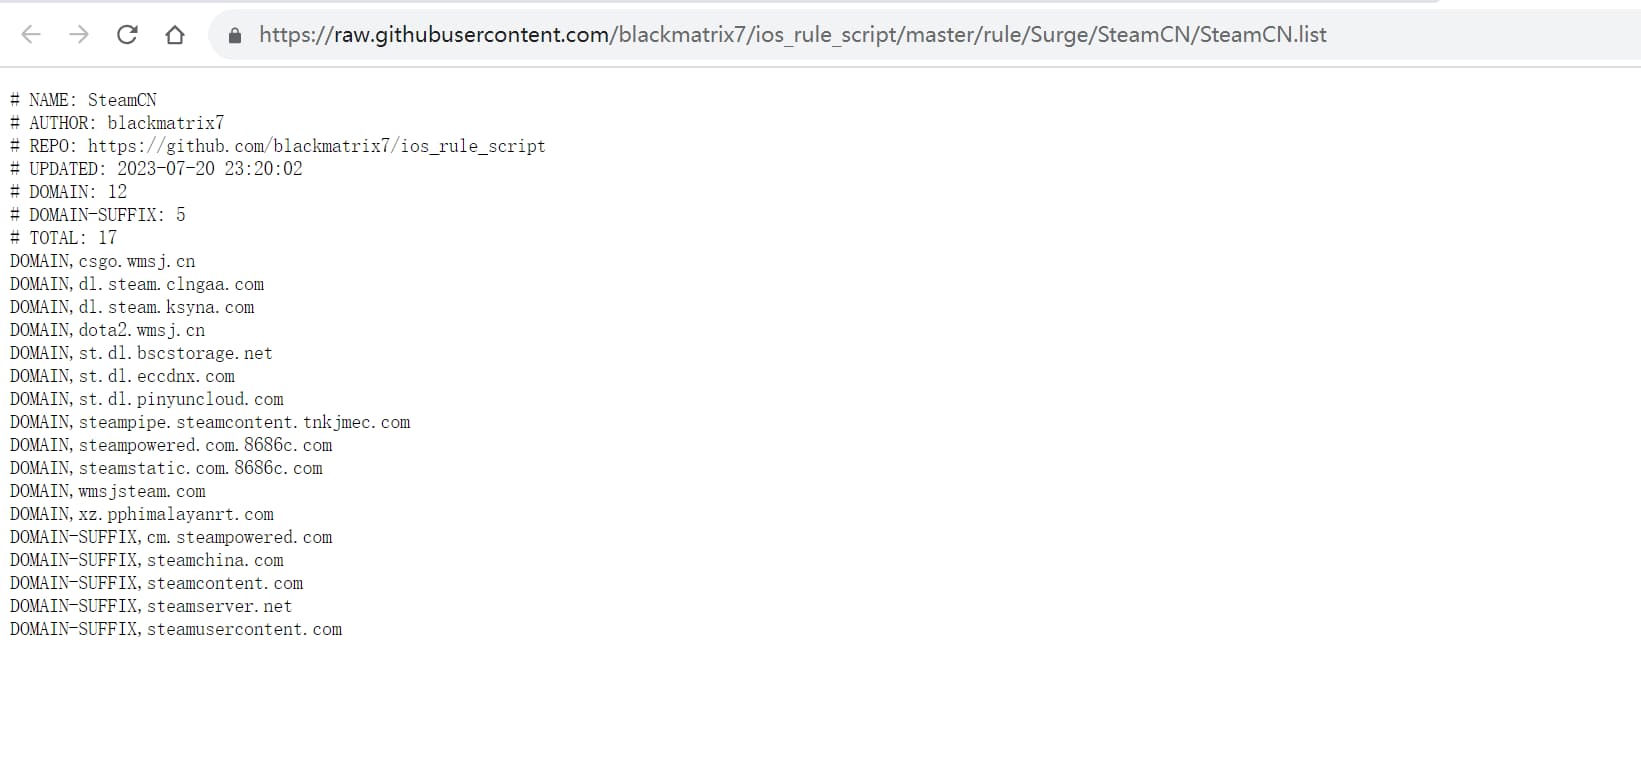 https://raw.githubusercontent.com/blackmatrix7/ios_rule_script/master/rule/Surge/SteamCN/SteamCN.list
# NAME: SteamCN
# AUTHOR: blackmatrix7
# REPO: https://github.com/blackmatrix7/ios_rule_script
# UPDATED: 2023-07-20 23:20:02
# DOMAIN: 12
# DOMAIN-SUFFIX: 5
# TOTAL: 17
DOMAIN,csgo.wmsj.cn
DOMAIN,dl.steam.clngaa.com
DOMAIN,dl.steam.ksyna.com
DOMAIN,dota2.wmsj.cn
DOMAIN,st.dl.bscstorage.net
DOMAIN,st.dl.eccdnx.com
DOMAIN,st.dl.pinyuncloud.com
DOMAIN,steampipe.steamcontent.tnkjmec.com
DOMAIN,steampowered.com.8686c.com
DOMAIN,steamstatic.com.8686c.com
DOMAIN,wmsjsteam.com
DOMAIN,xz.pphimalayanrt.com
DOMAIN-SUFFIX,cm.steampowered.com
DOMAIN-SUFFIX,steamchina.com
DOMAIN-SUFFIX,steamcontent.com
DOMAIN-SUFFIX,steamserver.net
DOMAIN-SUFFIX,steamusercontent.com